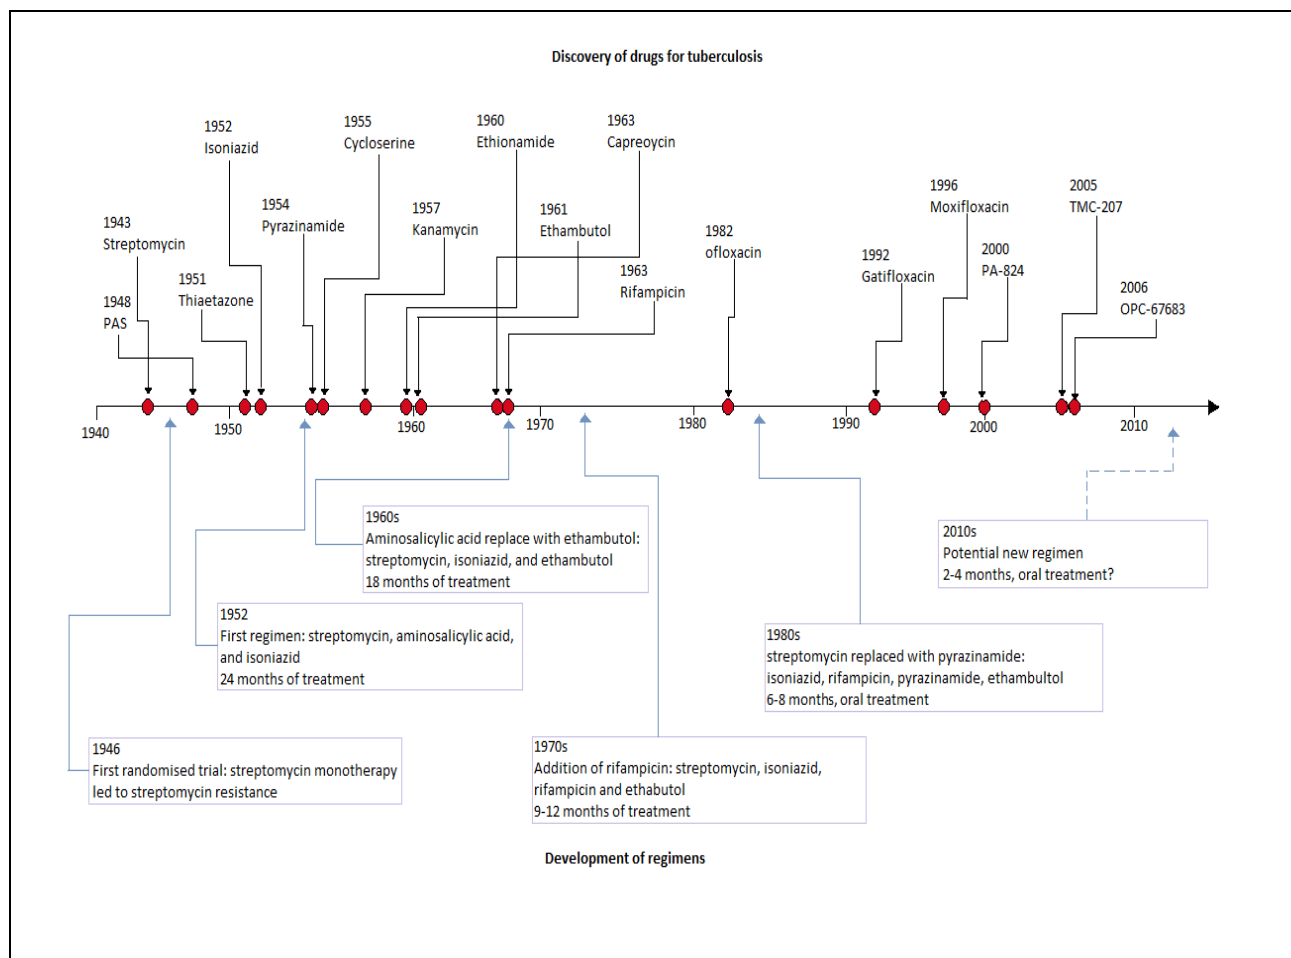 Discovery of drugs for tuberculosis
1952
Isoniazid
1955
Cycloserine
1960
Ethionamide
1963
Capreoycin
1943
Streptomycin
1954
Pyrazinamide
1957
Kanamycin
1961
Ethambutol
1982
ofloxacin
1996
Moxifloxacin
2005
TMC-207
1948
PAS
1951
Thiaetazone
1963
Rifampicin
1992
Gatifloxacin
2000
PA-824
2006
OPC-67683
1940
1950
1960
1970
1980
1990
2000
2010
1960s
Aminosalicylic acid replace with ethambutol:
streptomycin, isoniazid, and ethambutol
18 months of treatment
2010s
Potential new regimen
2-4 months, oral treatment?
1952
First regimen: streptomycin, aminosalicylic acid,
and isoniazid
24 months of treatment
1980s
streptomycin replaced with pyrazinamide:
isoniazid, rifampicin, pyrazinamide, ethambultol
6-8 months, oral treatment
1946
First randomised trial: streptomycin monotherapy
led to streptomycin resistance
1970s
Addition of rifampicin: streptomycin, isoniazid,
rifampicin and ethabutol
9-12 months of treatment
Development of regimens